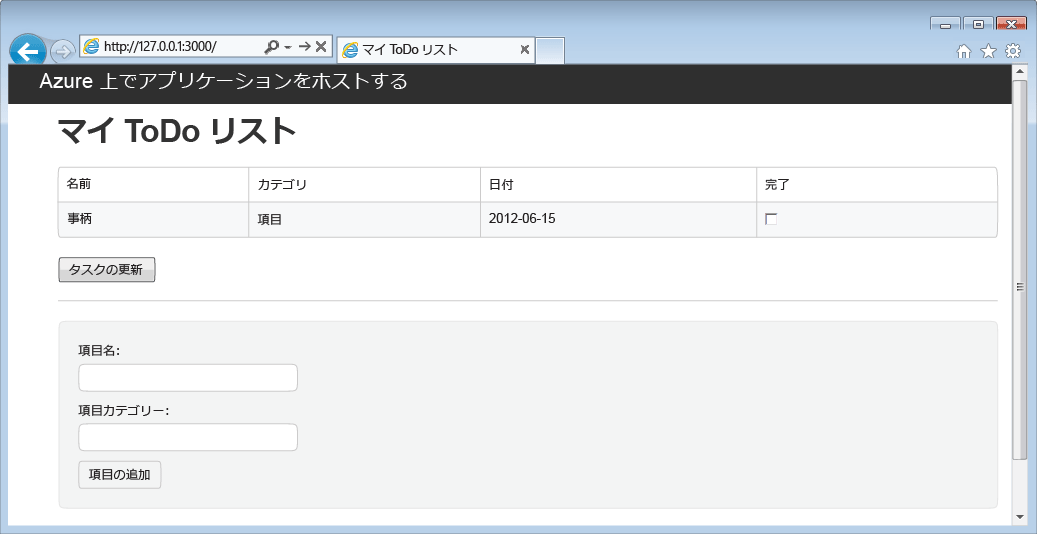 http://127.0.0.1:3000/
マイ ToDo リスト
Azure 上でアプリケーションをホストする
マイ ToDo リスト
名前 カテゴリ 日付 完了
事柄 項目 2012-06-15
タスクの更新
項目名:
項目カテゴリー:
項目の追加